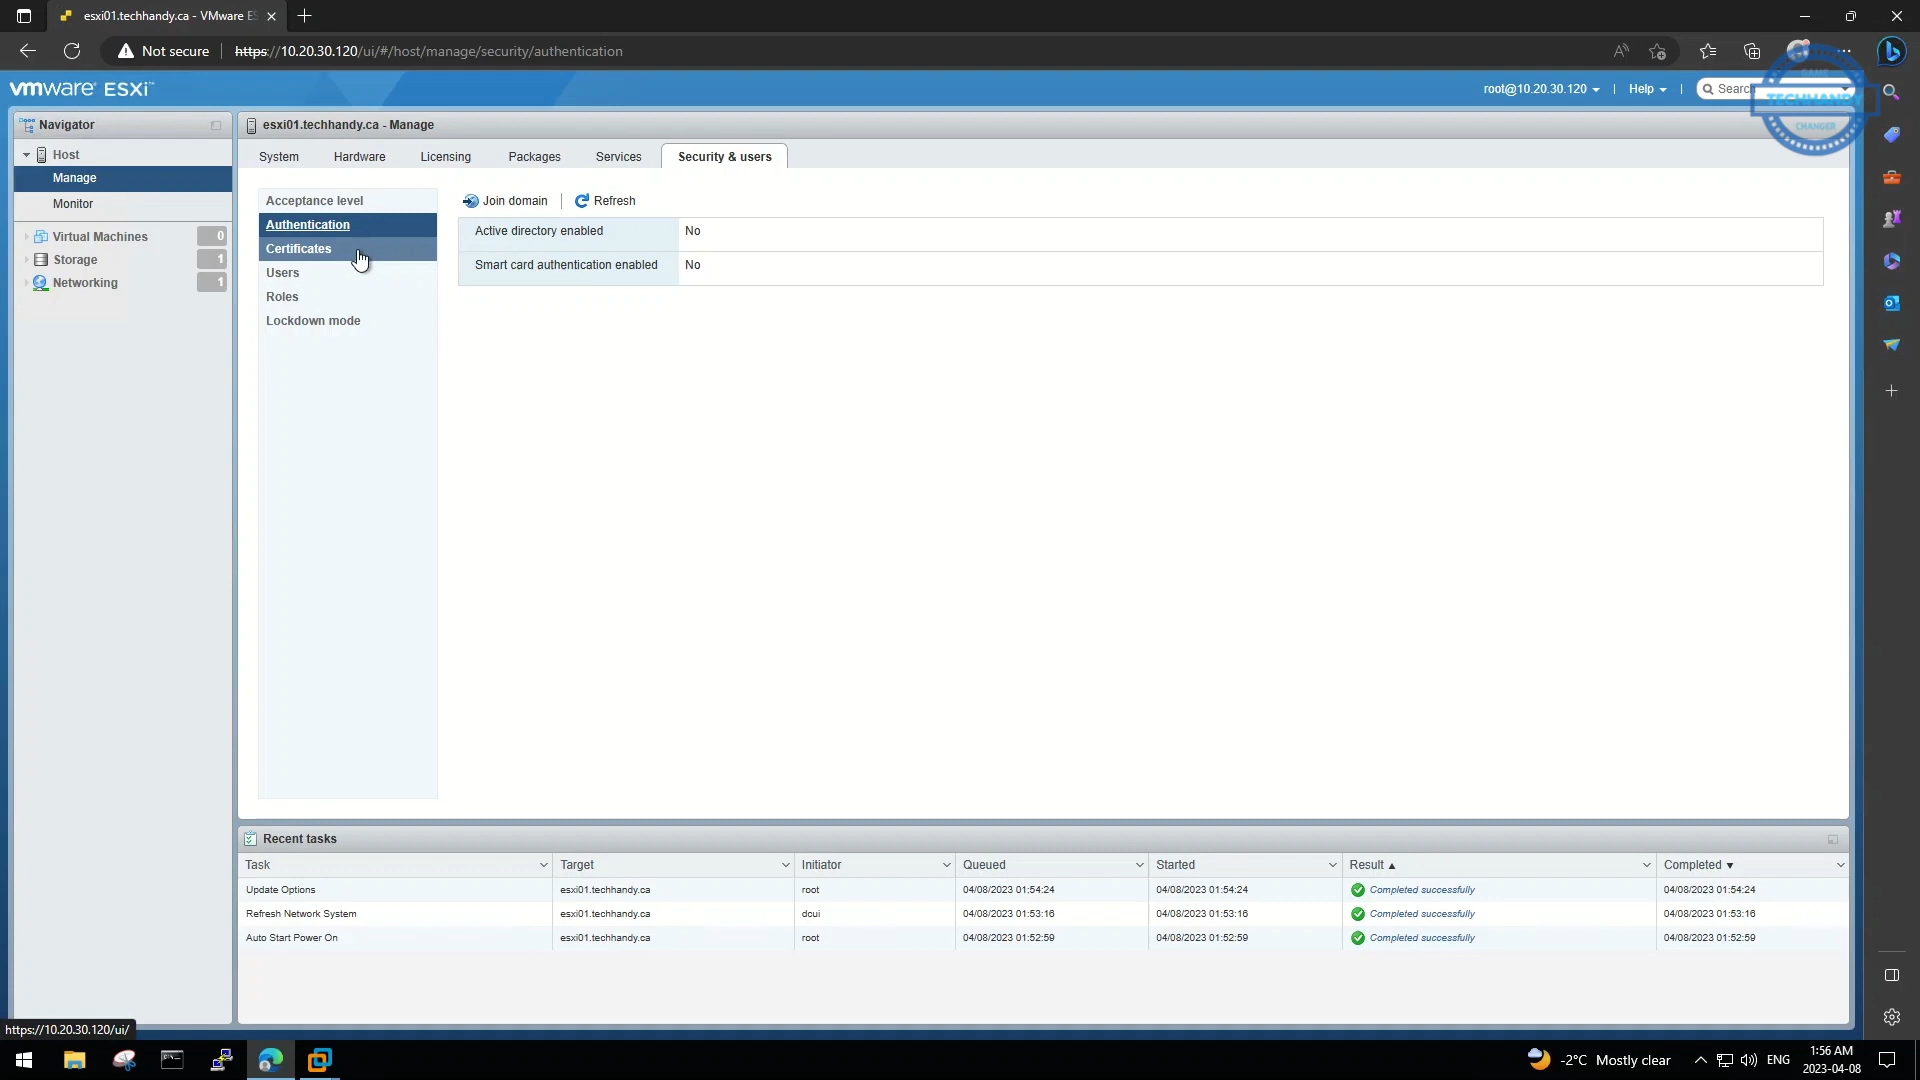 esxi01.techhandy.ca - VMware ES
Not secure
https://10.20.30.120/ui/#/host/manage/security/authentication
vmware ESXi™
root@10.20.30.120
Help
Search
GAME
TECHHANDY
CHANGER
Navigator
Host
Manage
Monitor
Virtual Machines 0
Storage 1
Networking 1
esxi01.techhandy.ca - Manage
System Hardware Licensing Packages Services Security & users
Acceptance level
Authentication
Certificates
Users
Roles
Lockdown mode
Join domain
Refresh
Active directory enabled No
Smart card authentication enabled No
Recent tasks
Task Target Initiator Queued Started Result Completed
Update Options esxi01.techhandy.ca root 04/08/2023 01:54:24 04/08/2023 01:54:24 Completed successfully 04/08/2023 01:54:24
Refresh Network System esxi01.techhandy.ca dcui 04/08/2023 01:53:16 04/08/2023 01:53:16 Completed successfully 04/08/2023 01:53:16
Auto Start Power On esxi01.techhandy.ca root 04/08/2023 01:52:59 04/08/2023 01:52:59 Completed successfully 04/08/2023 01:52:59
https://10.20.30.120/ui/
-2°C Mostly clear
ENG
1:56 AM
2023-04-08